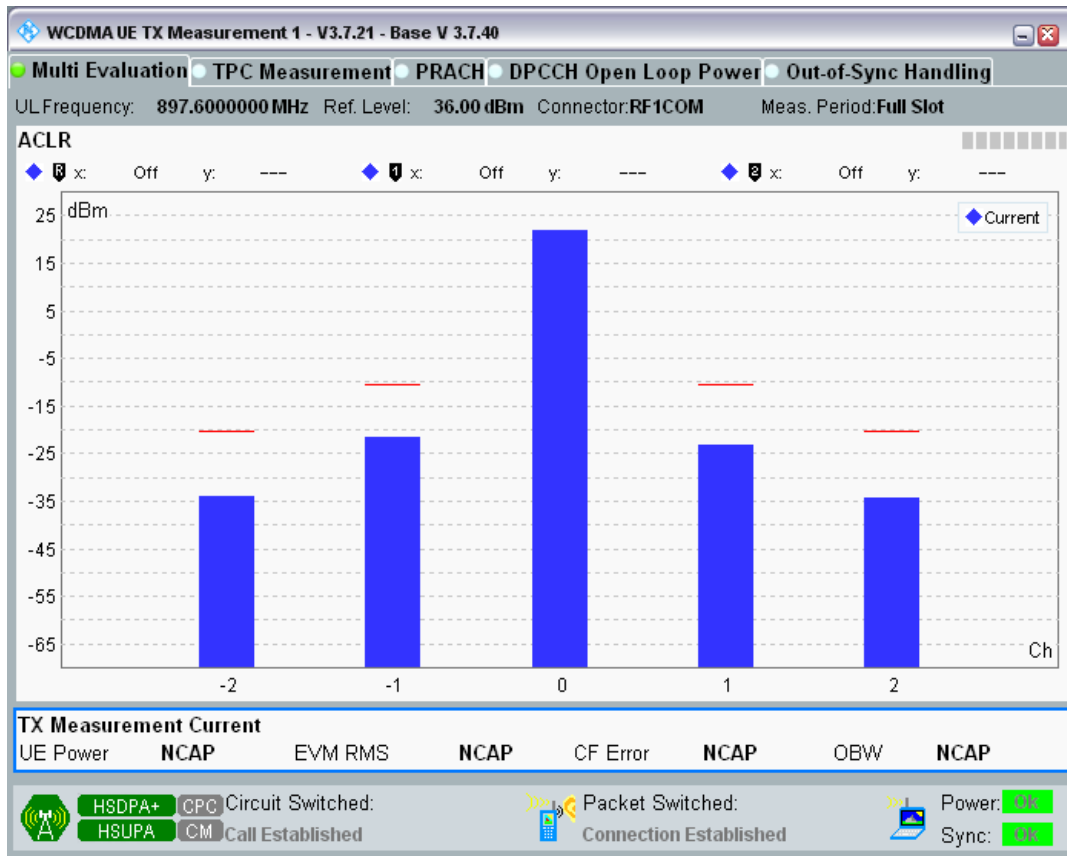 WCDMA UE TX Measurement 1 - V3.7.21 - Base V 3.7.40
Multi Evaluation TPC Measurement PRACH DPCCH Open Loop Power Out-of-Sync Handling
UL Frequency: 897.6000000 MHz Ref. Level: 36.00 dBm Connector:RF1COM Meas. Period:Full Slot
ACLR
R x: Off y: --- 1 x: Off y: --- 2 x: Off y: ---
25 dBm Current
15
5
-5
-15
-25
-35
-45
-55
-65 Ch
-2 -1 0 1 2
TX Measurement Current
UE Power NCAP EVM RMS NCAP CF Error NCAP OBW NCAP
HSDPA+ CPC Circuit Switched: Packet Switched: Power: Ok
HSUPA CM Call Established Connection Established Sync: Ok